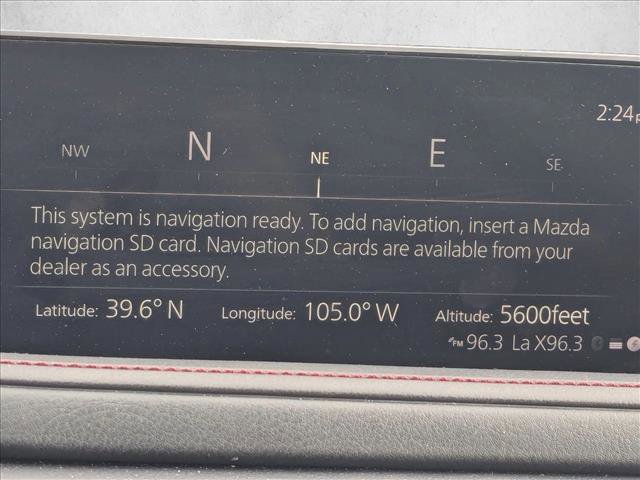 2:24p
NW N NE E SE
This system is navigation ready. To add navigation, insert a Mazda
navigation SD card. Navigation SD cards are available from your
dealer as an accessory.
Latitude: 39.6° N Longitude: 105.0° W Altitude: 5600feet
FM 96.3 La X96.3